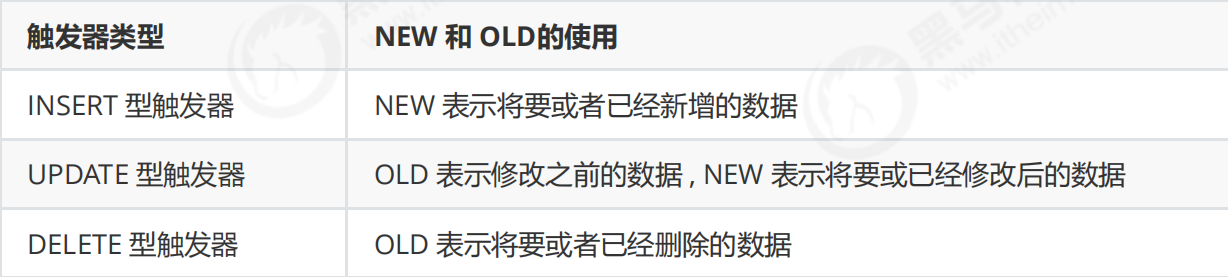 触发器类型 NEW 和 OLD的使用
INSERT 型触发器 NEW 表示将要或者已经新增的数据
UPDATE 型触发器 OLD 表示修改之前的数据 , NEW 表示将要或已经修改后的数据
DELETE 型触发器 OLD 表示将要或者已经删除的数据